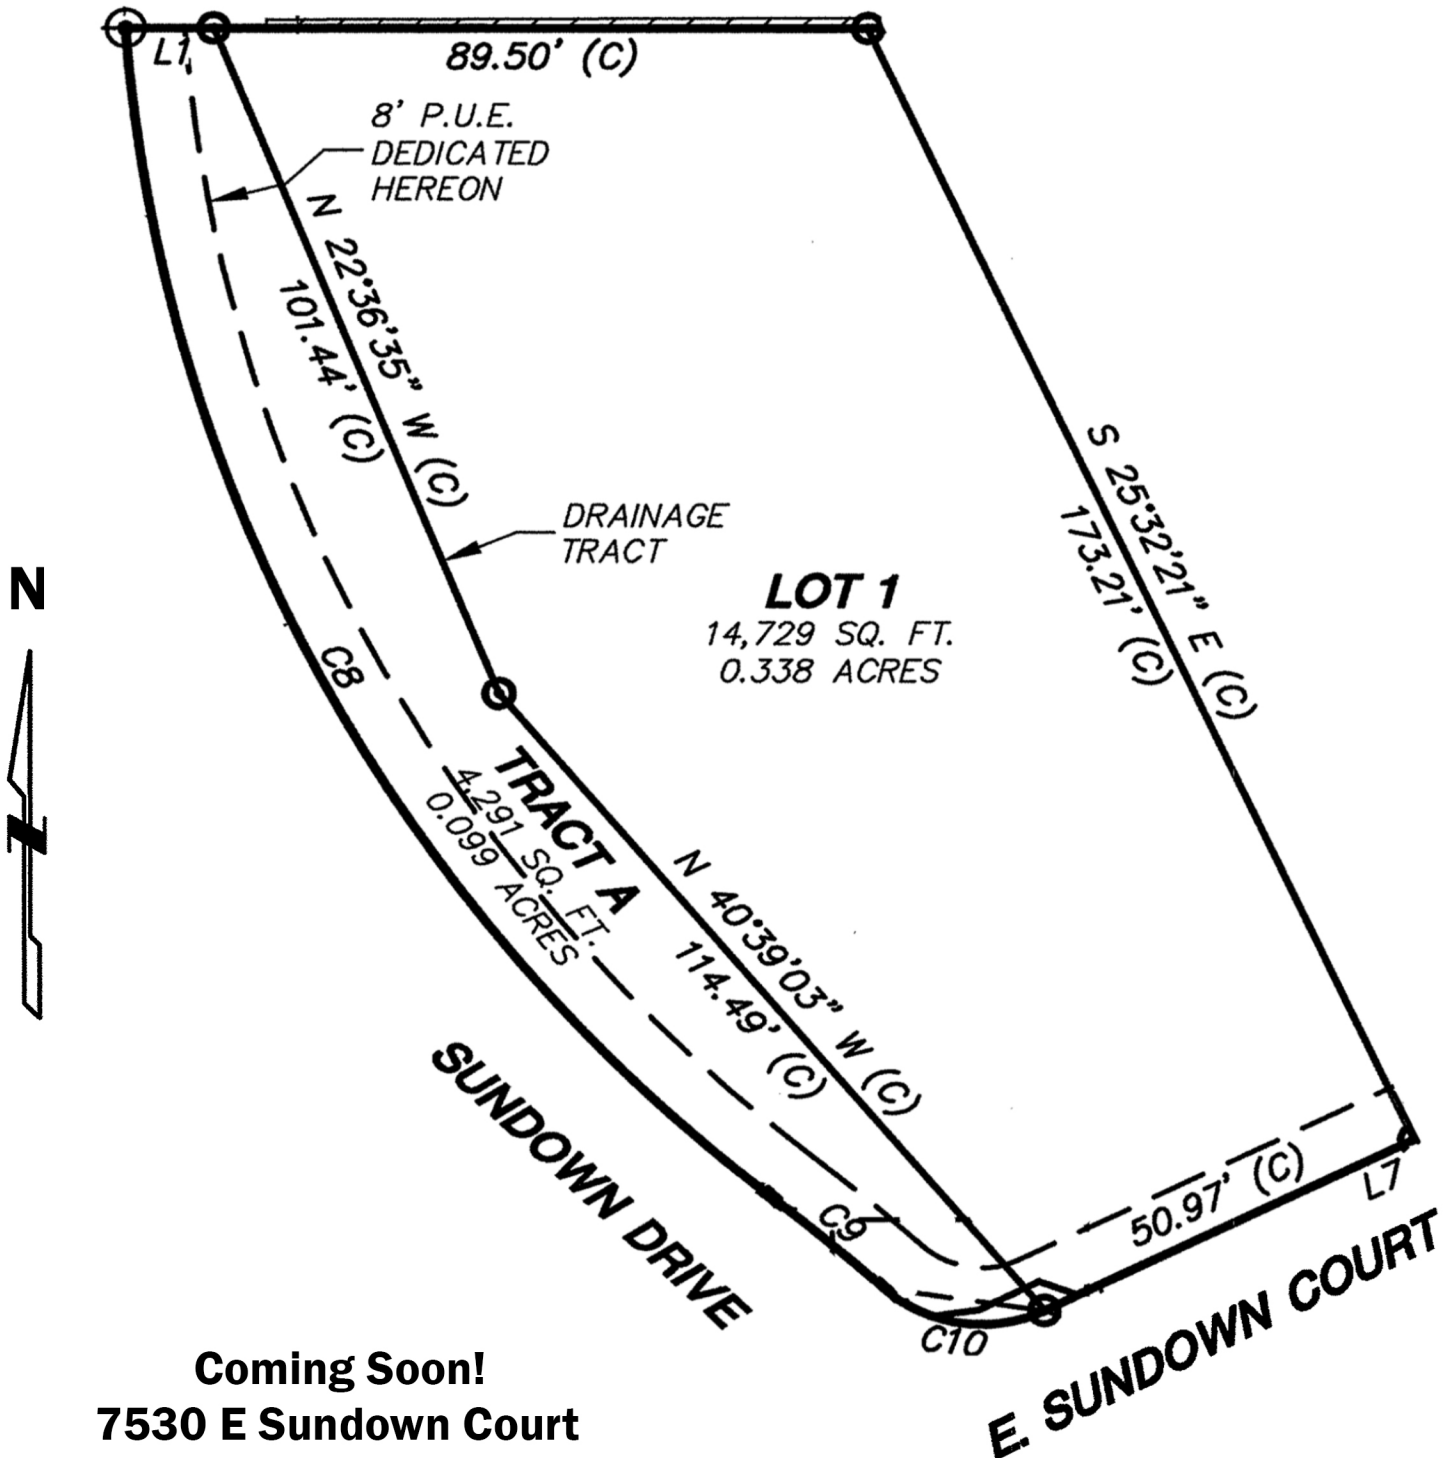 L1
89.50' (C)
8' P.U.E.
DEDICATED
HEREON
N 22°36'35" W (C)
101.44' (C)
DRAINAGE
TRACT
S 25°32'21" E (C)
173.21' (C)
LOT 1
14,729 SQ. FT.
0.338 ACRES
N
C8
TRACT A
4,291 SQ. FT.
0.099 ACRES
N 40°39'03" W (C)
114.49' (C)
SUNDOWN DRIVE
C9
50.97' (C)
L7
C10
E. SUNDOWN COURT
Coming Soon!
7530 E Sundown Court